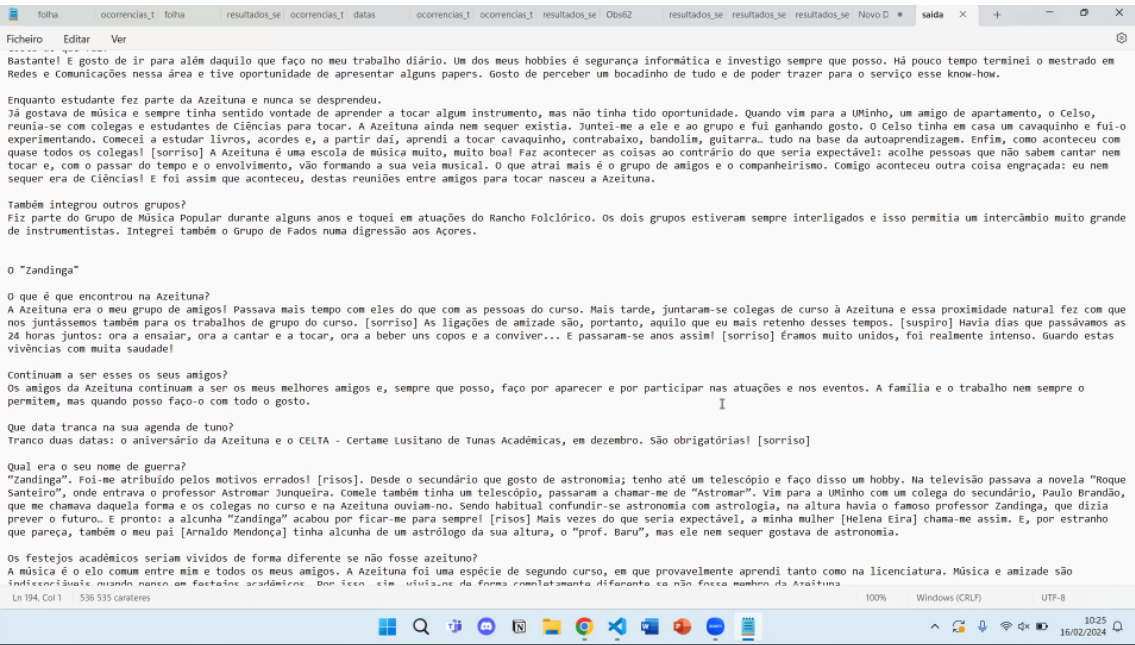 folha ocorrencias_t folha resultados_se ocorrencias_t datas ocorrencias_t ocorrencias_t resultados_se Obs62 resultados_se resultados_se resultados_se Novo D saida
Ficheiro Editar Ver
Bastante! E gosto de ir para além daquilo que faço no meu trabalho diário. Um dos meus hobbies é segurança informática e investigo sempre que posso. Há pouco tempo terminei o mestrado em
Redes e Comunicações nessa área e tive oportunidade de apresentar alguns papers. Gosto de perceber um bocadinho de tudo e de poder trazer para o serviço esse know-how.
Enquanto estudante fez parte da Azeituna e nunca se desprendeu.
Já gostava de música e sempre tinha sentido vontade de aprender a tocar algum instrumento, mas não tinha tido oportunidade. Quando vim para a UMinho, um amigo de apartamento, o Celso,
reunia-se com colegas e estudantes de Ciências para tocar. A Azeituna ainda nem sequer existia. Juntei-me a ele e ao grupo e fui ganhando gosto. O Celso tinha em casa um cavaquinho e fui-o
experimentando. Comecei a estudar livros, acordes e, a partir daí, aprendi a tocar cavaquinho, contrabaixo, bandolim, guitarra… tudo na base da autoaprendizagem. Enfim, como aconteceu com
quase todos os colegas! [sorriso] A Azeituna é uma escola de música muito, muito boa! Faz acontecer as coisas ao contrário do que seria expectável: acolhe pessoas que não sabem cantar nem
tocar e, com o passar do tempo e o envolvimento, vão formando a sua veia musical. O que atrai mais é o grupo de amigos e o companheirismo. Comigo aconteceu outra coisa engraçada: eu nem
sequer era de Ciências! E foi assim que aconteceu, destas reuniões entre amigos para tocar nasceu a Azeituna.
Também integrou outros grupos?
Fiz parte do Grupo de Música Popular durante alguns anos e toquei em atuações do Rancho Folclórico. Os dois grupos estiveram sempre interligados e isso permitia um intercâmbio muito grande
de instrumentistas. Integrei também o Grupo de Fados numa digressão aos Açores.
O "Zandinga"
O que é que encontrou na Azeituna?
A Azeituna era o meu grupo de amigos! Passava mais tempo com eles do que com as pessoas do curso. Mais tarde, juntaram-se colegas de curso à Azeituna e essa proximidade natural fez com que
nos juntássemos também para os trabalhos de grupo do curso. [sorriso] As ligações de amizade são, portanto, aquilo que eu mais retenho desses tempos. [suspiro] Havia dias que passávamos as
24 horas juntos: ora a ensaiar, ora a cantar e a tocar, ora a beber uns copos e a conviver... E passaram-se anos assim! [sorriso] Éramos muito unidos, foi realmente intenso. Guardo estas
vivências com muita saudade!
Continuam a ser esses os seus amigos?
Os amigos da Azeituna continuam a ser os meus melhores amigos e, sempre que posso, faço por aparecer e por participar nas atuações e nos eventos. A família e o trabalho nem sempre o
permitem, mas quando posso faço-o com todo o gosto.
Que data tranca na sua agenda de tuno?
Tranco duas datas: o aniversário da Azeituna e o CELTA - Certame Lusitano de Tunas Académicas, em dezembro. São obrigatórias! [sorriso]
Qual era o seu nome de guerra?
“Zandinga”. Foi-me atribuído pelos motivos errados! [risos]. Desde o secundário que gosto de astronomia; tenho até um telescópio e faço disso um hobby. Na televisão passava a novela “Roque
Santeiro”, onde entrava o professor Astromar Junqueira. Comele também tinha um telescópio, passaram a chamar-me de “Astromar”. Vim para a UMinho com um colega do secundário, Paulo Brandão,
que me chamava daquela forma e os colegas no curso e na Azeituna ouviam-no. Sendo habitual confundir-se astronomia com astrologia, na altura havia o famoso professor Zandinga, que dizia
prever o futuro… E pronto: a alcunha “Zandinga” acabou por ficar-me para sempre! [risos] Mais vezes do que seria expectável, a minha mulher [Helena Eira] chama-me assim. E, por estranho
que pareça, também o meu pai [Arnaldo Mendonça] tinha alcunha de um astrólogo da sua altura, o “prof. Baru”, mas ele nem sequer gostava de astronomia.
Os festejos académicos seriam vividos de forma diferente se não fosse azeituno?
A música é o elo comum entre mim e todos os meus amigos. A Azeituna foi uma espécie de segundo curso, em que provavelmente aprendi tanto como na licenciatura. Música e amizade são
indissociáveis quando penso em festejos académicos. Por isso, sim, vivia-os de forma completamente diferente se não fosse membro da Azeituna.
Ln 194, Col 1 536 535 carateres 100% Windows (CRLF) UTF-8
10:25
16/02/2024